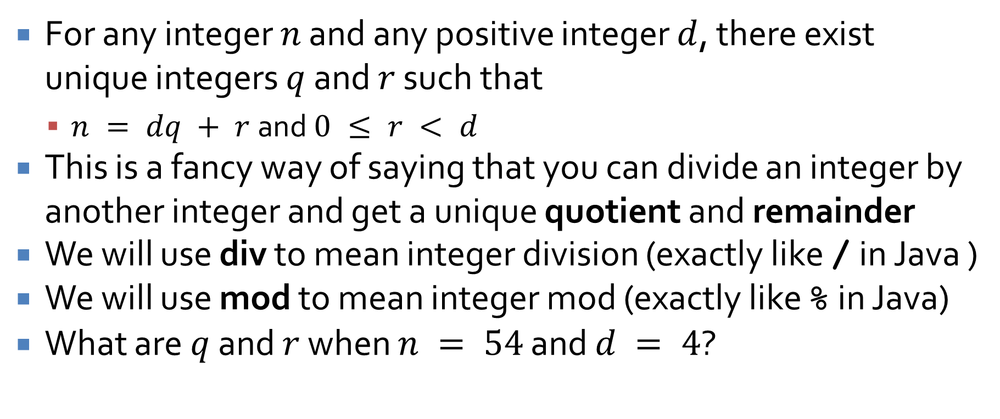 For any integer n and any positive integer d, there exist
unique integers q and r such that
n = dq + r and 0 ≤ r < d
This is a fancy way of saying that you can divide an integer by
another integer and get a unique quotient and remainder
We will use div to mean integer division (exactly like / in Java )
We will use mod to mean integer mod (exactly like % in Java)
What are q and r when n = 54 and d = 4?